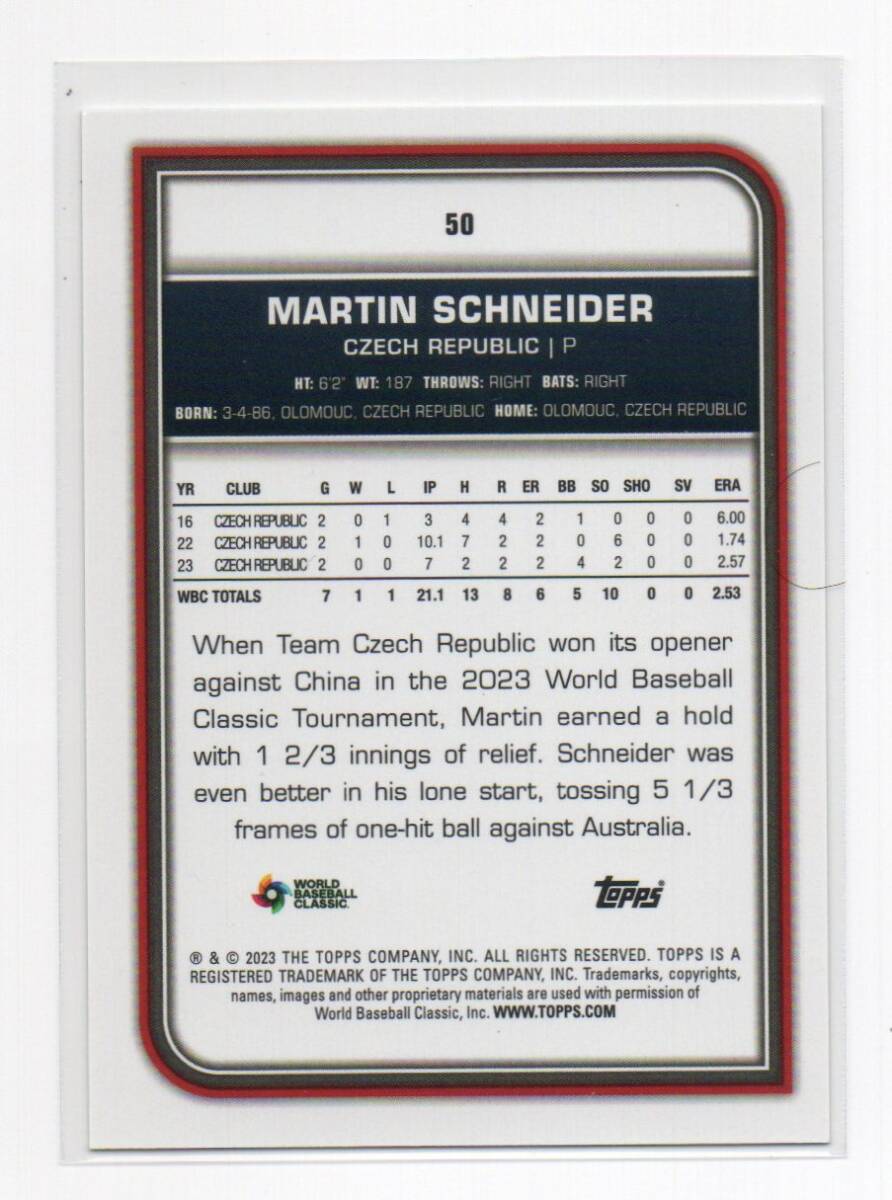 50
MARTIN SCHNEIDER
CZECH REPUBLIC | P
HT: 6'2" WT: 187 THROWS: RIGHT BATS: RIGHT
BORN: 3-4-86, OLOMOUC, CZECH REPUBLIC HOME: OLOMOUC, CZECH REPUBLIC
YR CLUB G W L IP H R ER BB SO SHO SV ERA
16 CZECH REPUBLIC 2 0 1 3 4 4 2 1 0 0 0 6.00
22 CZECH REPUBLIC 2 1 0 10.1 7 2 2 0 6 0 0 1.74
23 CZECH REPUBLIC 2 0 0 7 2 2 2 4 2 0 0 2.57
WBC TOTALS 7 1 1 21.1 13 8 6 5 10 0 0 2.53
When Team Czech Republic won its opener
against China in the 2023 World Baseball
Classic Tournament, Martin earned a hold
with 1 2/3 innings of relief. Schneider was
even better in his lone start, tossing 5 1/3
frames of one-hit ball against Australia.
WORLD
BASEBALL
CLASSIC
topps®
® & © 2023 THE TOPPS COMPANY, INC. ALL RIGHTS RESERVED. TOPPS IS A
REGISTERED TRADEMARK OF THE TOPPS COMPANY, INC. Trademarks, copyrights,
names, images and other proprietary materials are used with permission of
World Baseball Classic, Inc. WWW.TOPPS.COM